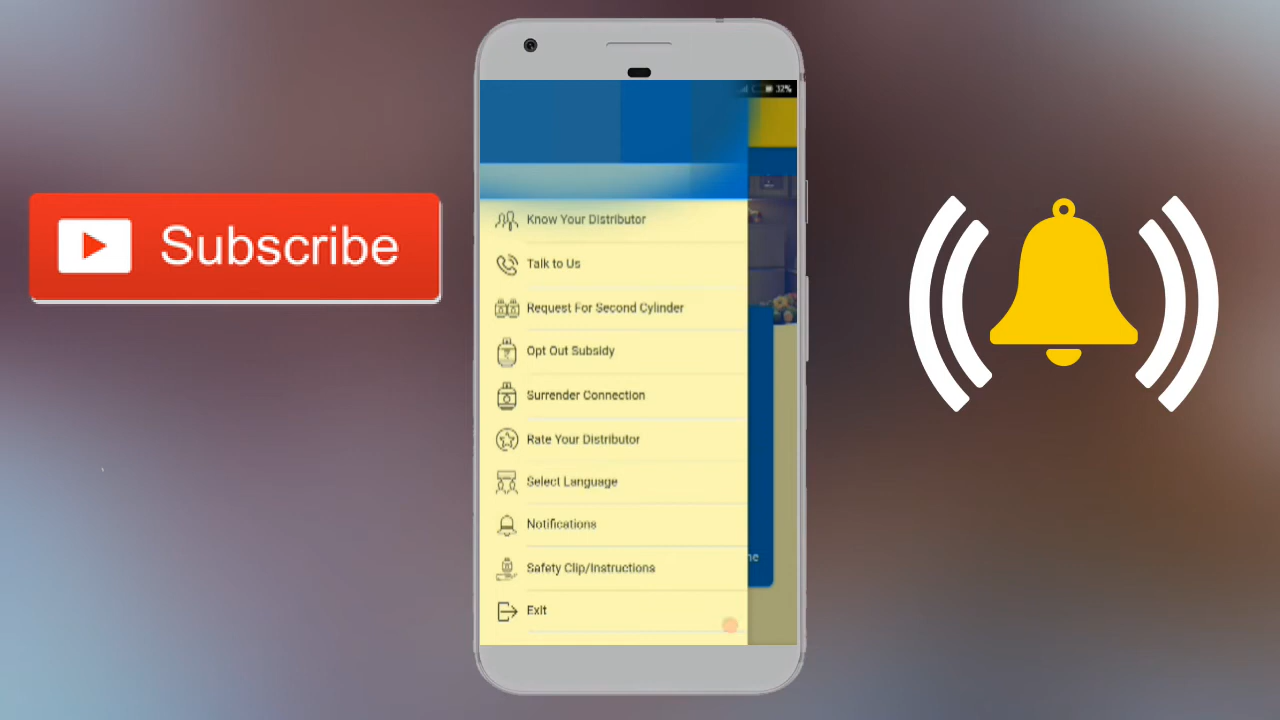 Subscribe
32%
Know Your Distributor
Talk to Us
Request For Second Cylinder
Opt Out Subsidy
Surrender Connection
Rate Your Distributor
Select Language
Notifications
Safety Clip/Instructions
Exit